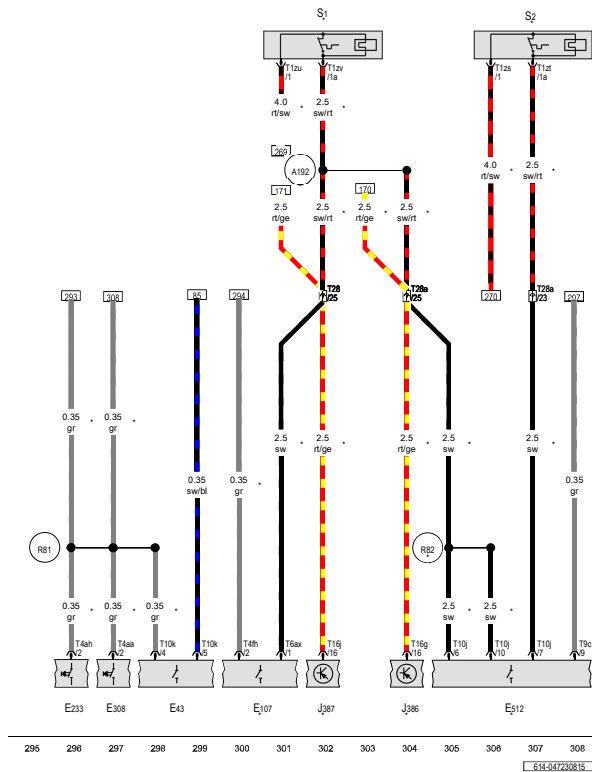 S1 S2
T1zu /1 T1zv /1a T1zs /1 T1zt /1a
4.0 rt/sw * 2.5 sw/rt *
269
A192
4.0 rt/sw * 2.5 sw/rt *
171 170
2.5 rt/ge * 2.5 sw/rt * 2.5 rt/ge * 2.5 sw/rt *
293 308 85 294 T28 /25 T28a /25 270 T28a /23 207
0.35 gr * 0.35 gr * 2.5 sw * 2.5 rt/ge * 2.5 rt/ge * 2.5 sw * 2.5 sw *
0.35 sw/bl * 0.35 gr * 0.35 gr
R81 R82
0.35 gr * 0.35 gr * 0.35 gr * 2.5 sw * 2.5 sw *
T4ah /2 T4aa /2 T10k /4 T10k /5 T4fh /2 T6ax /1 T16j /16 T16g /16 T10j /6 T10j /10 T10j /7 T9c /9
E233 E308 E43 E107 J387 J386 E512
295 296 297 298 299 300 301 302 303 304 305 306 307 308
614-047230815